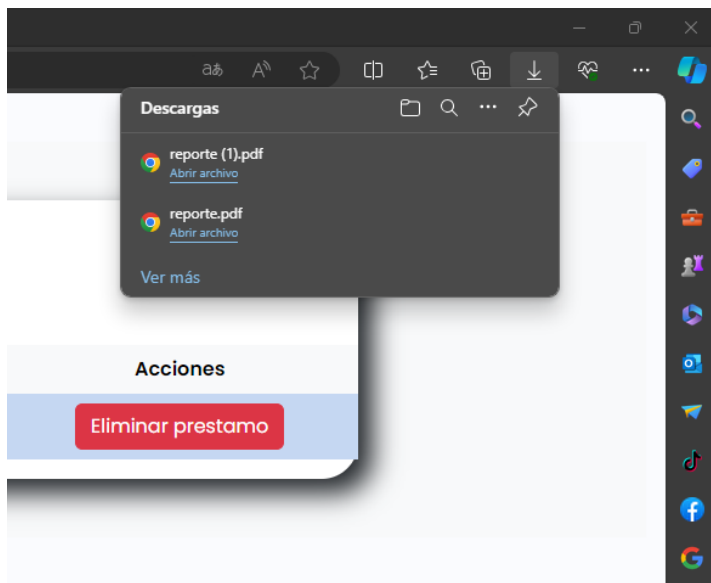 aあ A
Descargas
reporte (1).pdf
Abrir archivo
reporte.pdf
Abrir archivo
Ver más
Acciones
Eliminar prestamo